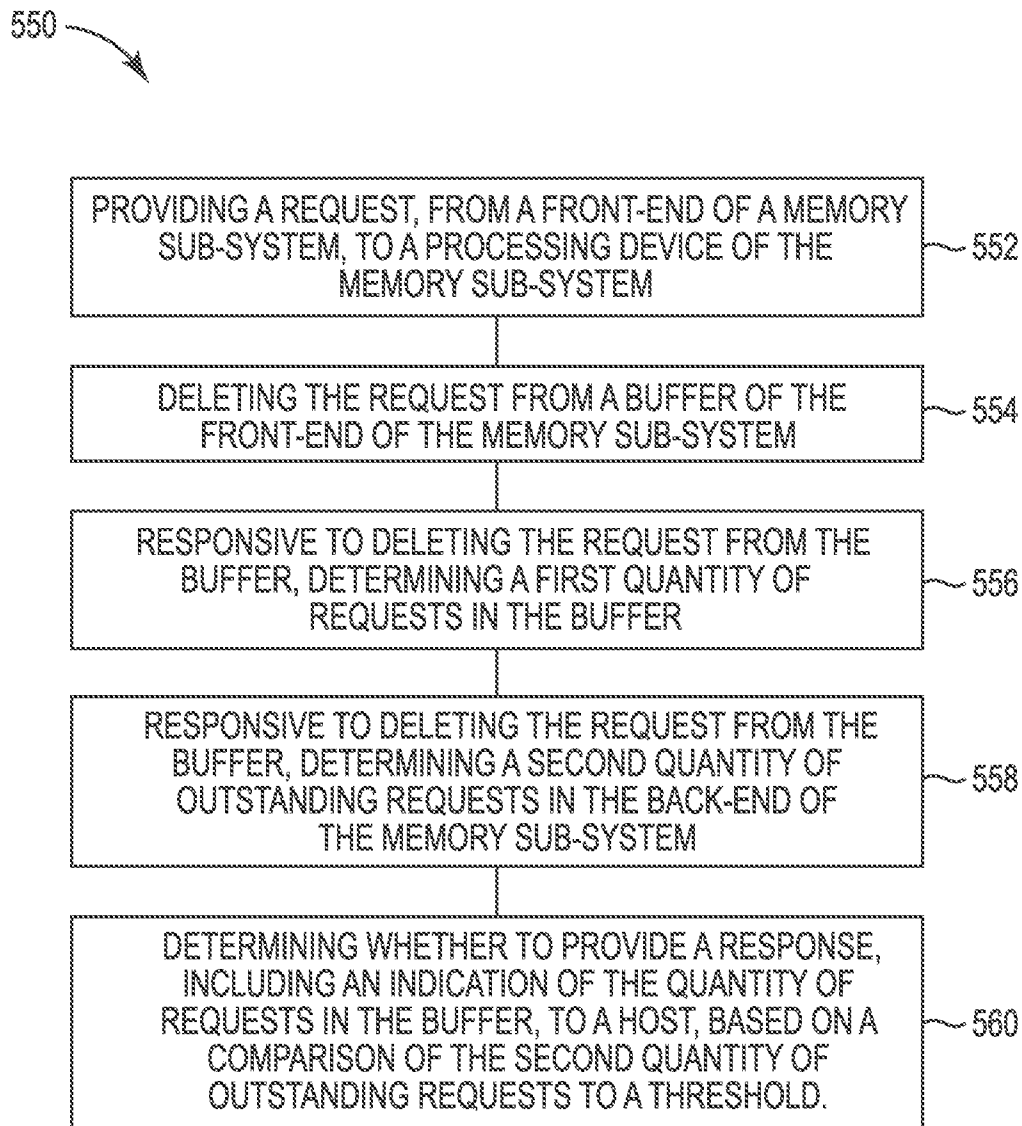 550
PROVIDING A REQUEST, FROM A FRONT-END OF A MEMORY
SUB-SYSTEM, TO A PROCESSING DEVICE OF THE
MEMORY SUB-SYSTEM
552
DELETING THE REQUEST FROM A BUFFER OF THE
FRONT-END OF THE MEMORY SUB-SYSTEM
554
RESPONSIVE TO DELETING THE REQUEST FROM THE
BUFFER, DETERMINING A FIRST QUANTITY OF
REQUESTS IN THE BUFFER
556
RESPONSIVE TO DELETING THE REQUEST FROM THE
BUFFER, DETERMINING A SECOND QUANTITY OF
OUTSTANDING REQUESTS IN THE BACK-END OF
THE MEMORY SUB-SYSTEM
558
DETERMINING WHETHER TO PROVIDE A RESPONSE,
INCLUDING AN INDICATION OF THE QUANTITY OF
REQUESTS IN THE BUFFER, TO A HOST, BASED ON A
COMPARISON OF THE SECOND QUANTITY OF
OUTSTANDING REQUESTS TO A THRESHOLD.
560